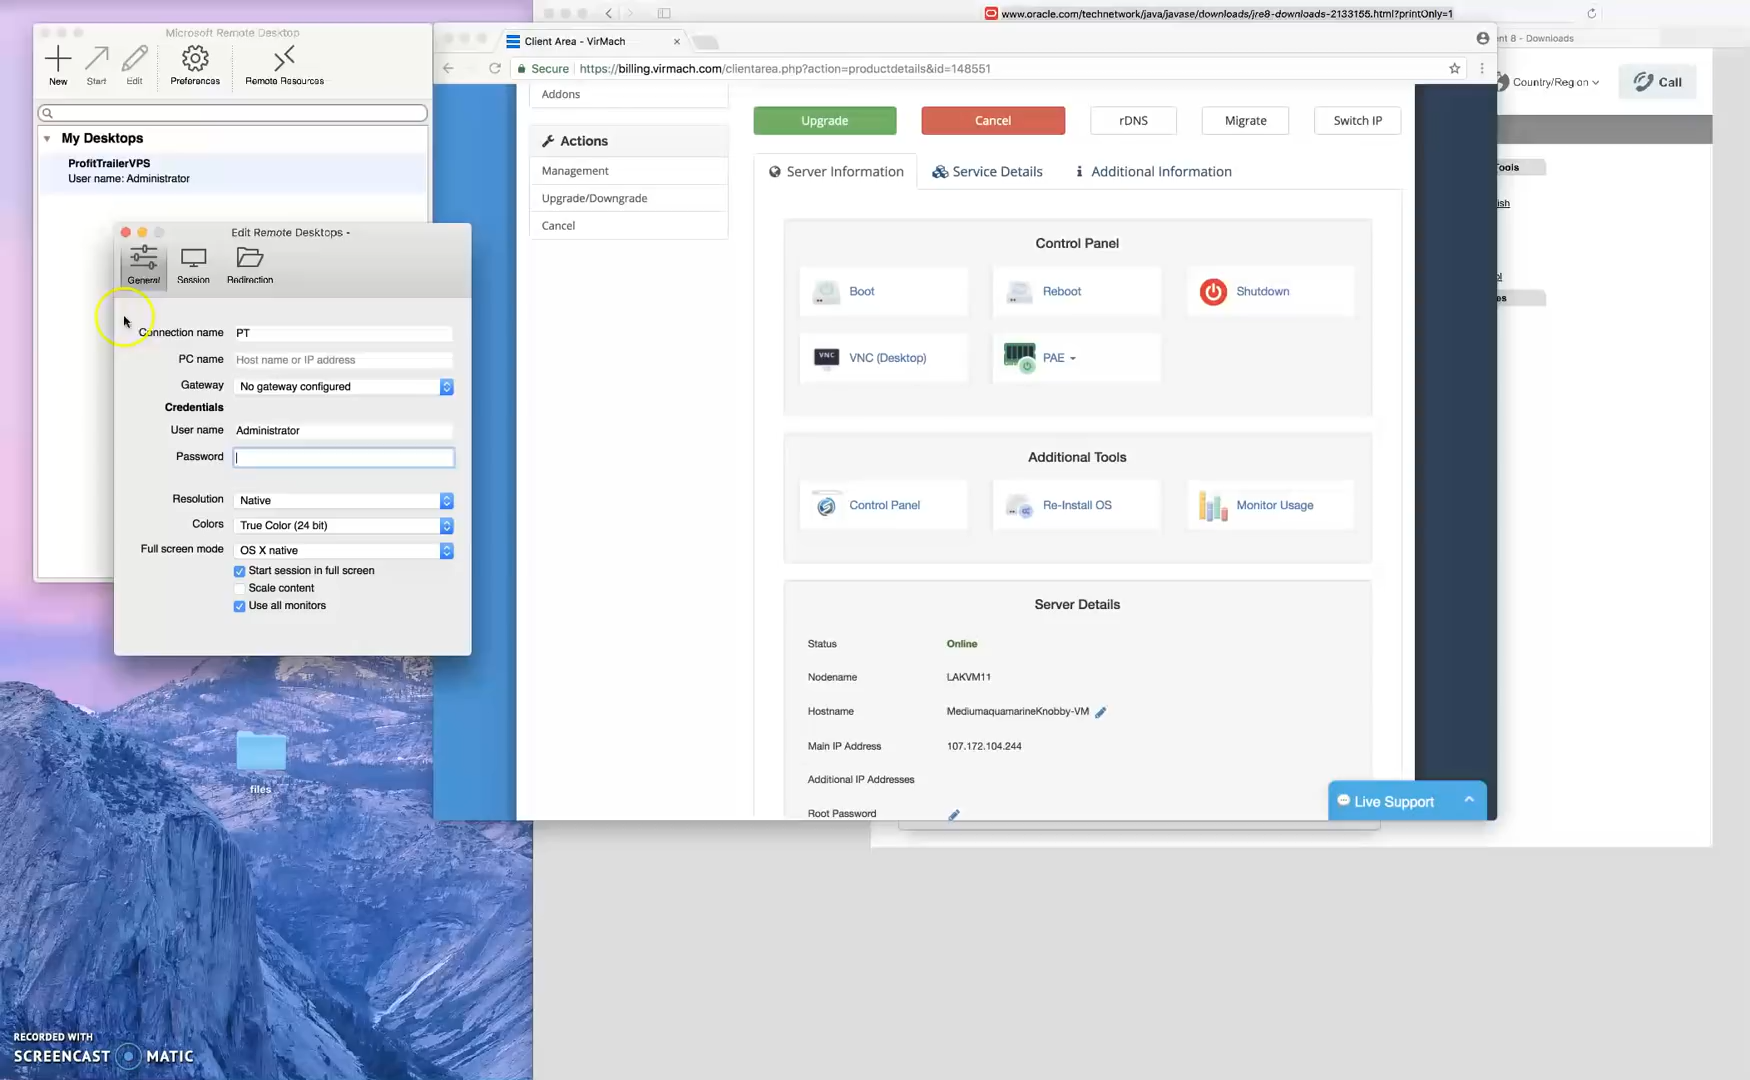 Microsoft Remote Desktop
New
Start
Edit
Preferences
Remote Resources
My Desktops
ProfitTrailerVPS
User name: Administrator
Edit Remote Desktops -
General
Session
Redirection
Connection name PT
PC name Host name or IP address
Gateway No gateway configured
Credentials
User name Administrator
Password
Resolution Native
Colors True Color (24 bit)
Full screen mode OS X native
Start session in full screen
Scale content
Use all monitors
files
RECORDED WITH
SCREENCAST MATIC
www.oracle.com/technetwork/java/javase/downloads/jre8-downloads-2133155.html?printOnly=1
Client Area - VirMach
nt 8 - Downloads
Secure https://billing.virmach.com/clientarea.php?action=productdetails&id=148551
Country/Region
Call
Addons
Actions
Management
Upgrade/Downgrade
Cancel
Upgrade
Cancel
rDNS
Migrate
Switch IP
Server Information
Service Details
Additional Information
Control Panel
Boot
Reboot
Shutdown
VNC
VNC (Desktop)
PAE
Additional Tools
Control Panel
Re-Install OS
Monitor Usage
Server Details
Status Online
Nodename LAKVM11
Hostname MediumaquamarineKnobby-VM
Main IP Address 107.172.104.244
Additional IP Addresses
Root Password
Live Support
ools
ish
es